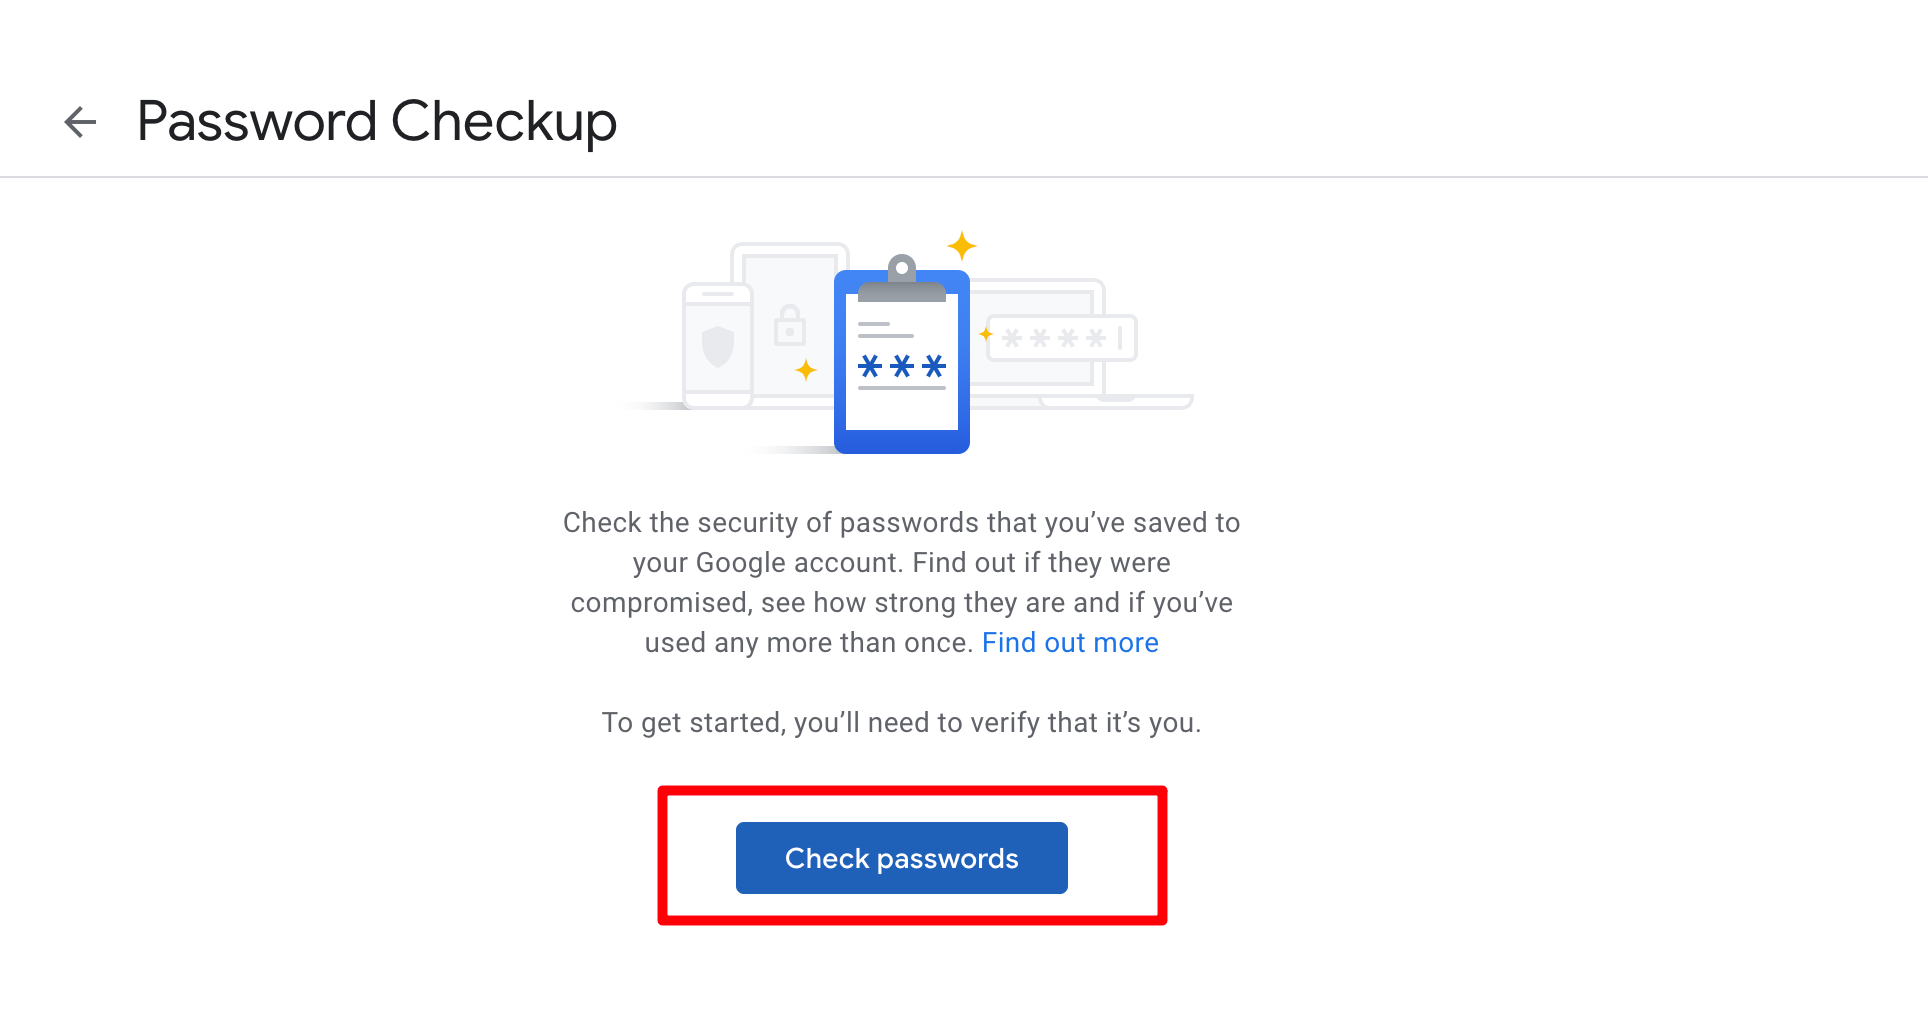 Password Checkup
Check the security of passwords that you’ve saved to
your Google account. Find out if they were
compromised, see how strong they are and if you’ve
used any more than once. Find out more
To get started, you’ll need to verify that it’s you.
Check passwords